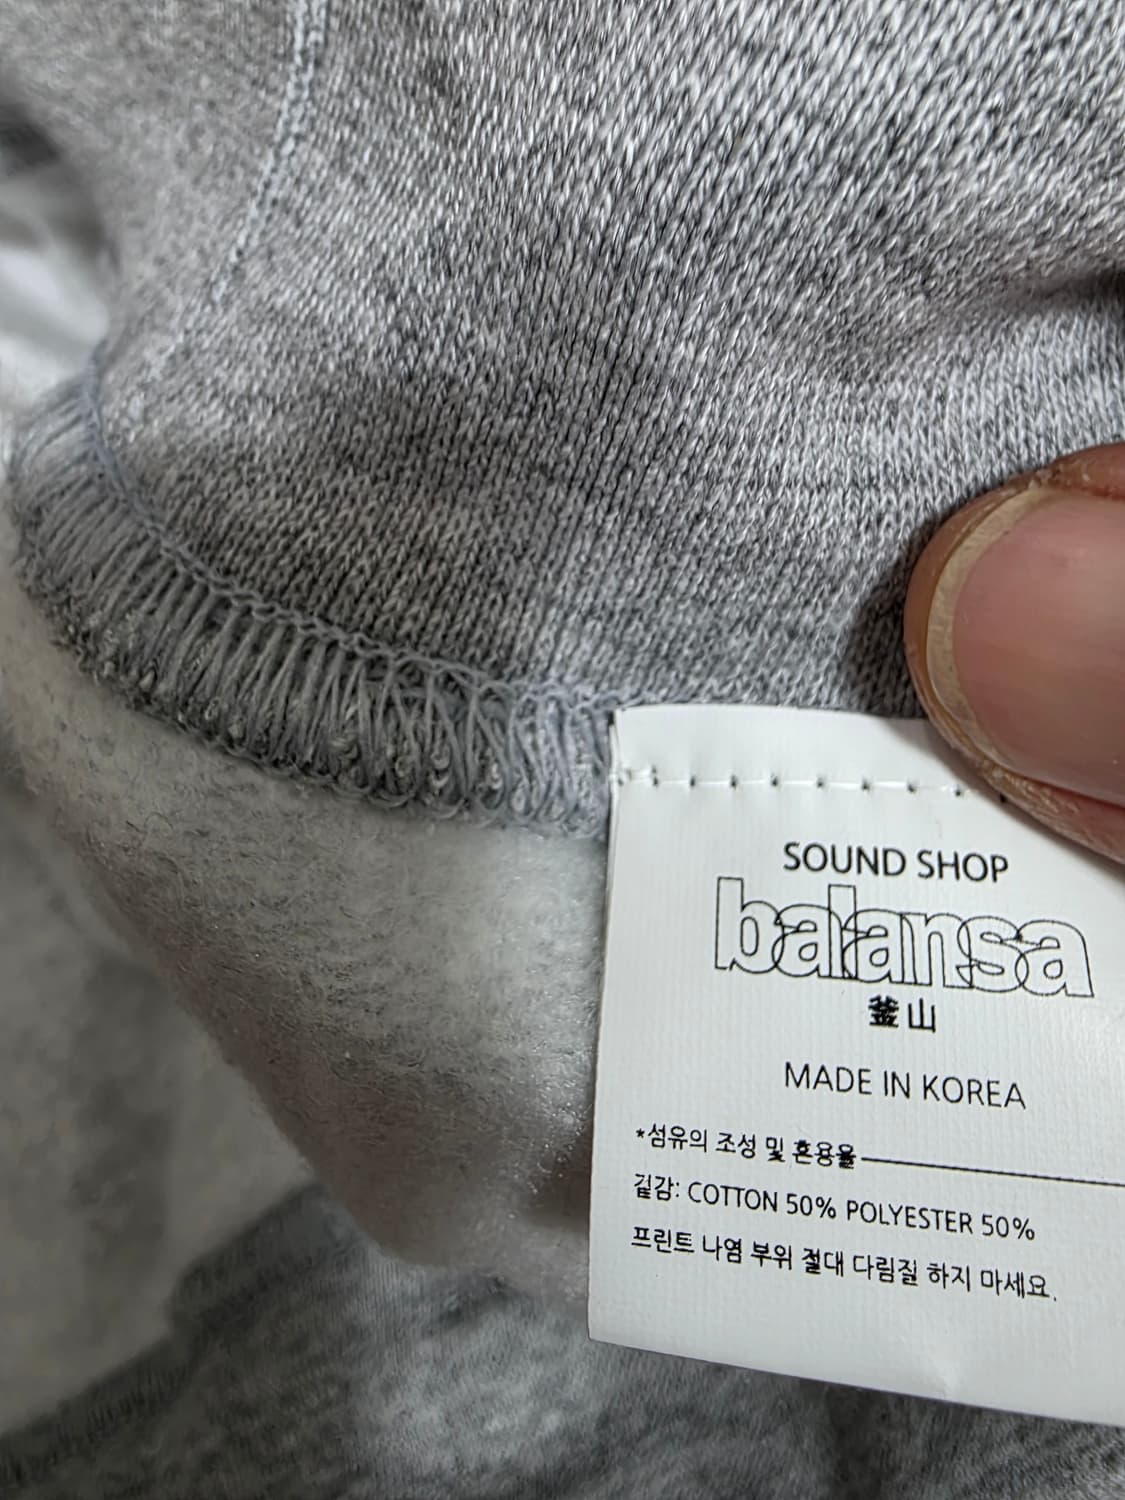 SOUND SHOP
balansa
釜山
MADE IN KOREA
*섬유의 조성 및 혼용율
겉감: COTTON 50% POLYESTER 50%
프린트 나염 부위 절대 다림질 하지 마세요.